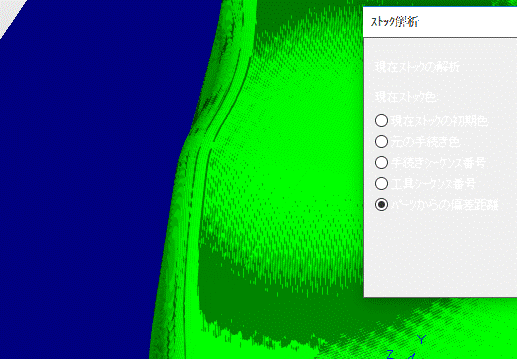 ストック解析
現在ストックの解析
現在ストック色:
現在ストックの初期色
元の手続き色
手続きシーケンス番号
工具シーケンス番号
パーツからの偏差距離
Y
Z